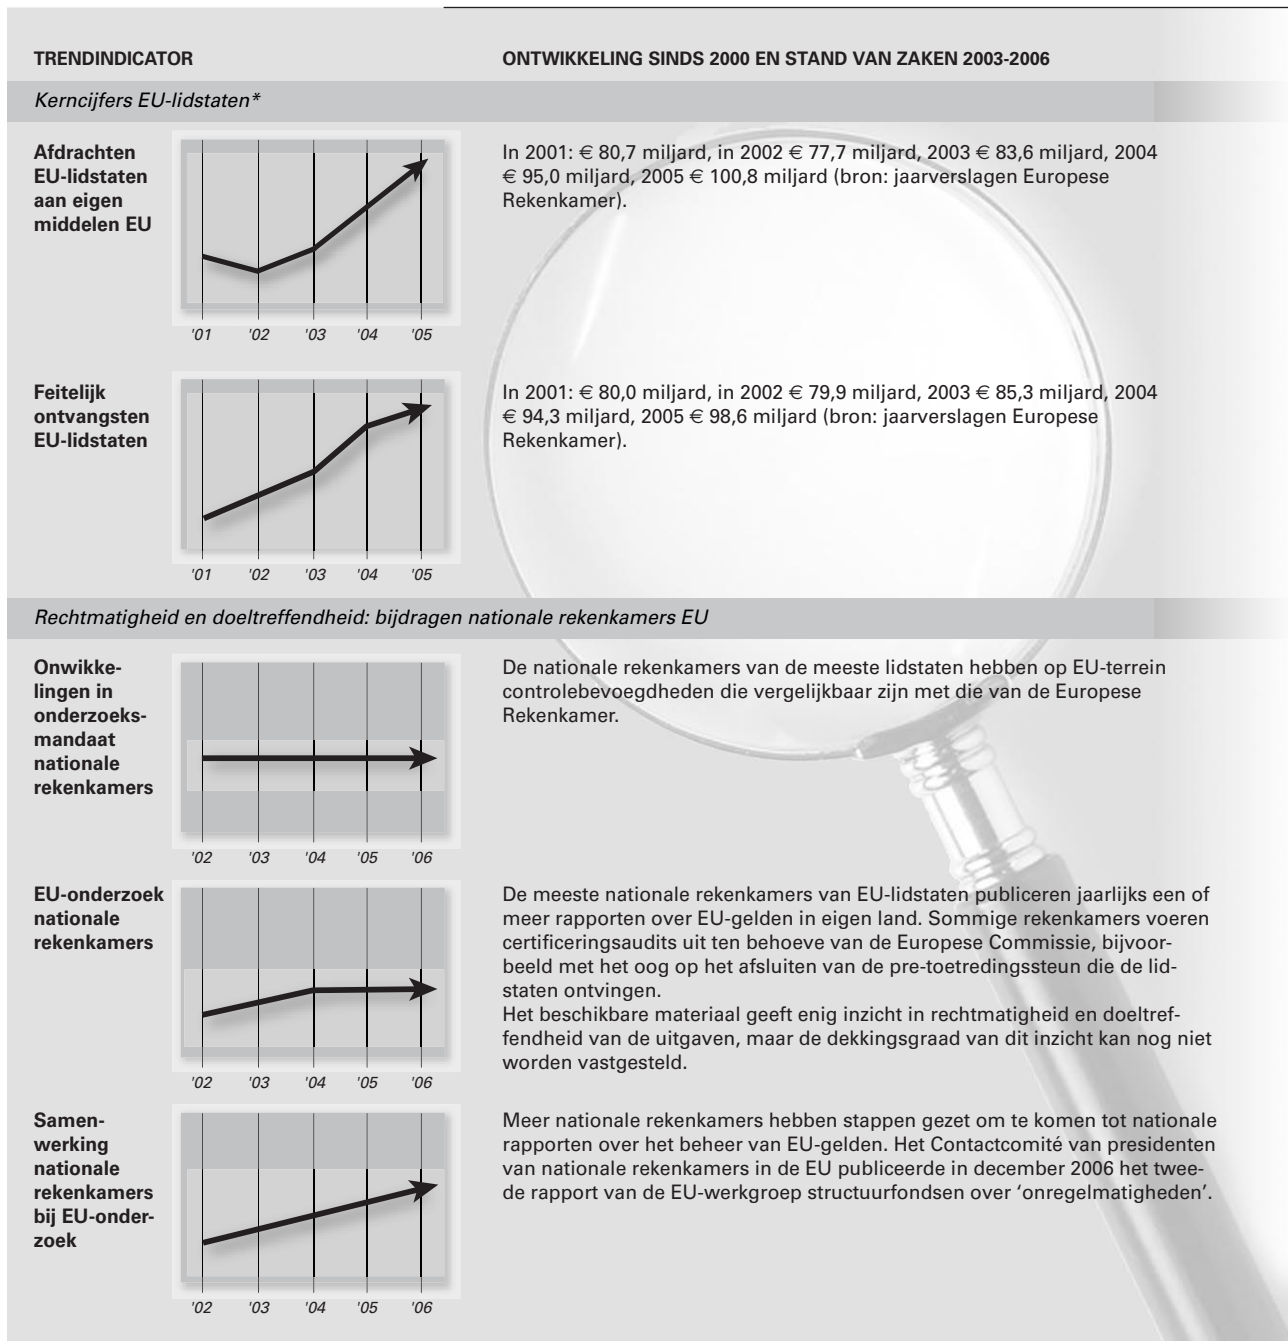 TRENDINDICATOR
ONTWIKKELING SINDS 2000 EN STAND VAN ZAKEN 2003-2006
Kerncijfers EU-lidstaten*
Afdrachten
EU-lidstaten
aan eigen
middelen EU
'01 '02 '03 '04 '05
In 2001: € 80,7 miljard, in 2002 € 77,7 miljard, 2003 € 83,6 miljard, 2004
€ 95,0 miljard, 2005 € 100,8 miljard (bron: jaarverslagen Europese
Rekenkamer).
Feitelijk
ontvangsten
EU-lidstaten
'01 '02 '03 '04 '05
In 2001: € 80,0 miljard, in 2002 € 79,9 miljard, 2003 € 85,3 miljard, 2004
€ 94,3 miljard, 2005 € 98,6 miljard (bron: jaarverslagen Europese
Rekenkamer).
Rechtmatigheid en doeltreffendheid: bijdragen nationale rekenkamers EU
Onwikke-
lingen in
onderzoeks-
mandaat
nationale
rekenkamers
'02 '03 '04 '05 '06
De nationale rekenkamers van de meeste lidstaten hebben op EU-terrein
controlebevoegdheden die vergelijkbaar zijn met die van de Europese
Rekenkamer.
EU-onderzoek
nationale
rekenkamers
'02 '03 '04 '05 '06
De meeste nationale rekenkamers van EU-lidstaten publiceren jaarlijks een of
meer rapporten over EU-gelden in eigen land. Sommige rekenkamers voeren
certificeringsaudits uit ten behoeve van de Europese Commissie, bijvoor-
beeld met het oog op het afsluiten van de pre-toetredingssteun die de lid-
staten ontvingen.
Het beschikbare materiaal geeft enig inzicht in rechtmatigheid en doeltref-
fendheid van de uitgaven, maar de dekkingsgraad van dit inzicht kan nog niet
worden vastgesteld.
Samen-
werking
nationale
rekenkamers
bij EU-onder-
zoek
'02 '03 '04 '05 '06
Meer nationale rekenkamers hebben stappen gezet om te komen tot nationale
rapporten over het beheer van EU-gelden. Het Contactcomité van presidenten
van nationale rekenkamers in de EU publiceerde in december 2006 het twee-
de rapport van de EU-werkgroep structuurfondsen over ‘onregelmatigheden’.